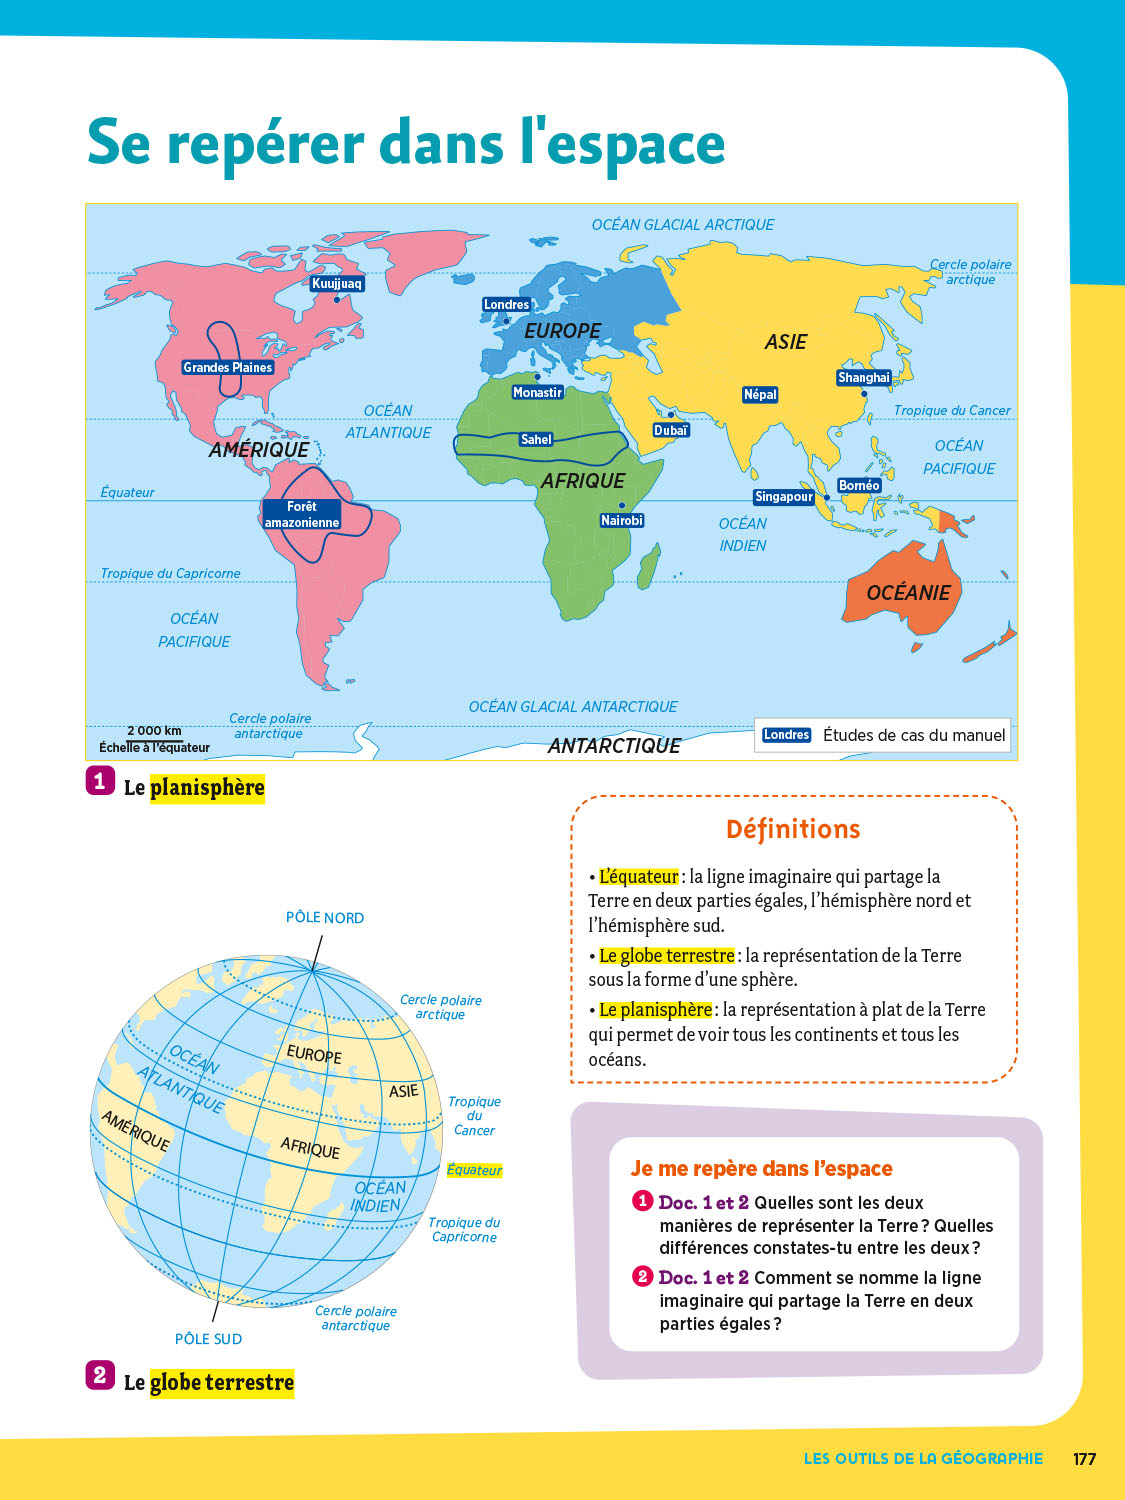 Se repérer dans l'espace
OCÉAN GLACIAL ARCTIQUE
Cercle polaire
arctique
Kuujjuaq
Londres
EUROPE
ASIE
Grandes Plaines
Shanghai
Monastir
Népal
OCÉAN
ATLANTIQUE
Tropique du Cancer
Dubaï
Sahel
AMÉRIQUE
OCÉAN
PACIFIQUE
AFRIQUE
Équateur
Bornéo
Singapour
Forêt
amazonienne
Nairobi
OCÉAN
INDIEN
Tropique du Capricorne
OCÉANIE
OCÉAN
PACIFIQUE
OCÉAN GLACIAL ANTARCTIQUE
Cercle polaire
antarctique
2 000 km
Échelle à l'équateur
ANTARCTIQUE
Londres Études de cas du manuel
1 Le planisphère
PÔLE NORD
Cercle polaire
arctique
EUROPE
OCÉAN
ATLANTIQUE
ASIE
Tropique
du
Cancer
AMÉRIQUE
AFRIQUE
Équateur
OCÉAN
INDIEN
Tropique du
Capricorne
Cercle polaire
antarctique
PÔLE SUD
2 Le globe terrestre
Définitions
• L'équateur : la ligne imaginaire qui partage la
Terre en deux parties égales, l'hémisphère nord et
l'hémisphère sud.
• Le globe terrestre : la représentation de la Terre
sous la forme d'une sphère.
• Le planisphère : la représentation à plat de la Terre
qui permet de voir tous les continents et tous les
océans.
Je me repère dans l'espace
1 Doc. 1 et 2 Quelles sont les deux
manières de représenter la Terre ? Quelles
différences constates-tu entre les deux ?
2 Doc. 1 et 2 Comment se nomme la ligne
imaginaire qui partage la Terre en deux
parties égales ?
LES OUTILS DE LA GÉOGRAPHIE 177